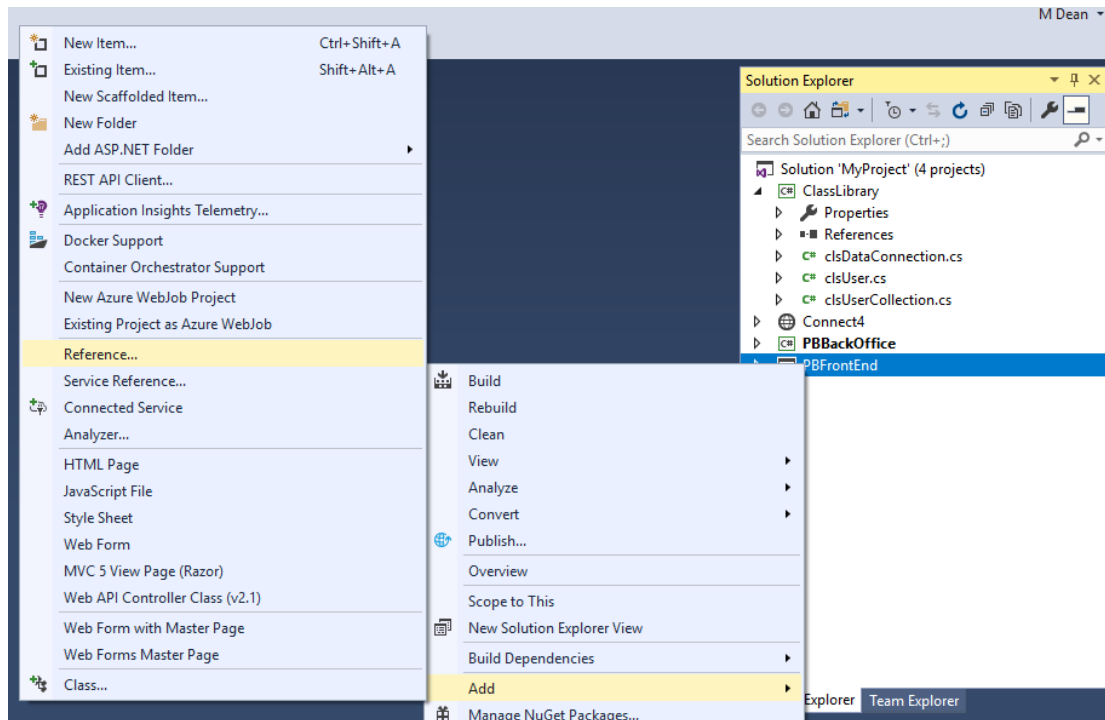 M Dean
New Item... Ctrl+Shift+A
Existing Item... Shift+Alt+A
New Scaffolded Item...
New Folder
Add ASP.NET Folder
REST API Client...
Application Insights Telemetry...
Docker Support
Container Orchestrator Support
New Azure WebJob Project
Existing Project as Azure WebJob
Reference...
Service Reference...
Connected Service
Analyzer...
HTML Page
JavaScript File
Style Sheet
Web Form
MVC 5 View Page (Razor)
Web API Controller Class (v2.1)
Web Form with Master Page
Web Forms Master Page
Class...
Build
Rebuild
Clean
View
Analyze
Convert
Publish...
Overview
Scope to This
New Solution Explorer View
Build Dependencies
Add
Manage NuGet Packages...
Solution Explorer
Search Solution Explorer (Ctrl+;)
Solution 'MyProject' (4 projects)
C# ClassLibrary
Properties
References
C# clsDataConnection.cs
C# clsUser.cs
C# clsUserCollection.cs
Connect4
C# PBBackOffice
PBFrontEnd
Explorer Team Explorer